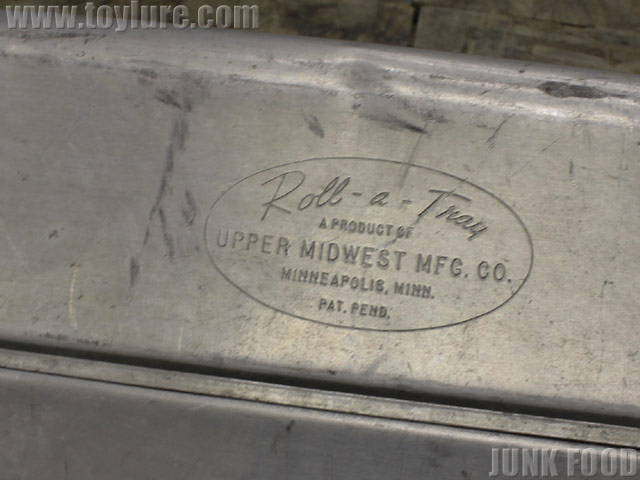 www.toylure.com
Roll-a-Tray
A PRODUCT OF
UPPER MIDWEST MFG. CO.
MINNEAPOLIS, MINN.
PAT. PEND.
JUNK FOOD